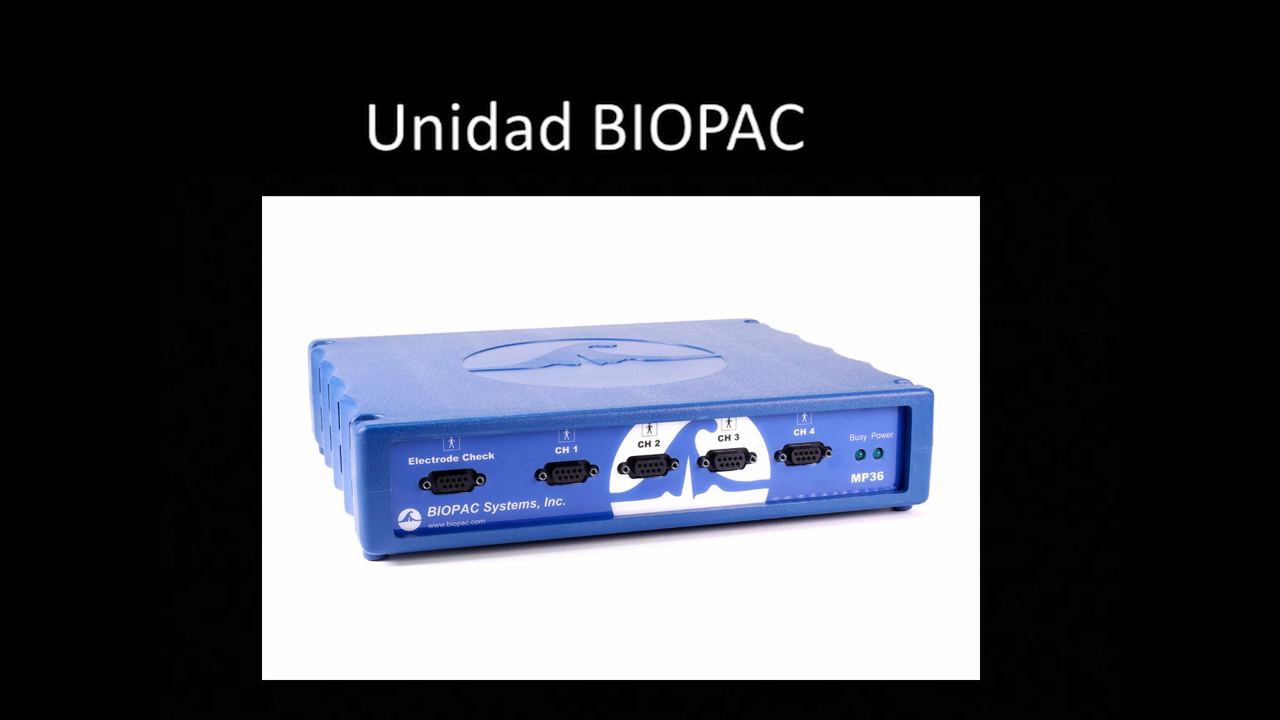 Unidad BIOPAC
Electrode Check
CH 1
CH 2
CH 3
CH 4
Busy Power
MP36
BIOPAC Systems, Inc.
www.biopac.com